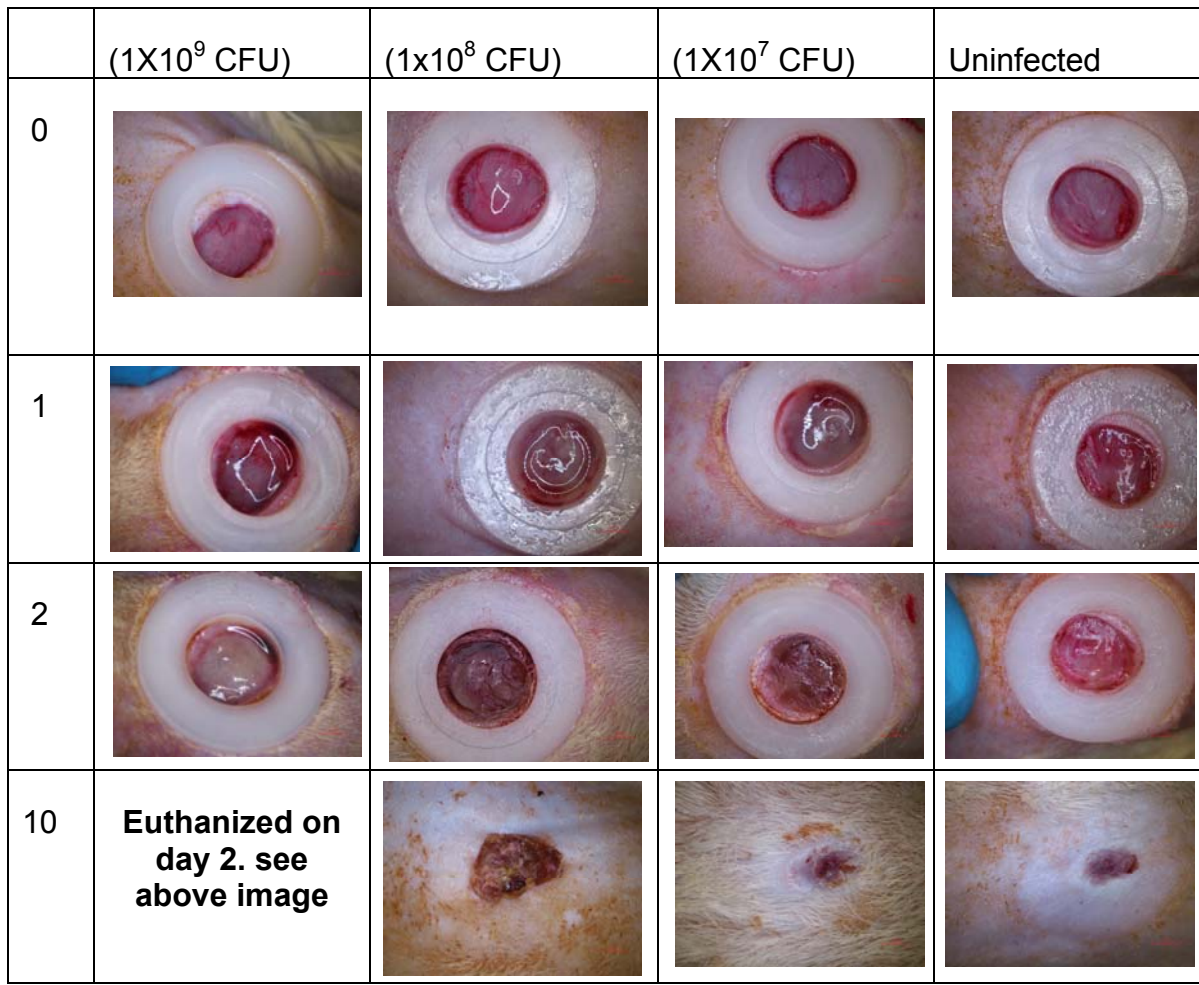 (1X10⁹ CFU) (1x10⁸ CFU) (1X10⁷ CFU) Uninfected
0
1
2
10
Euthanized on
day 2. see
above image